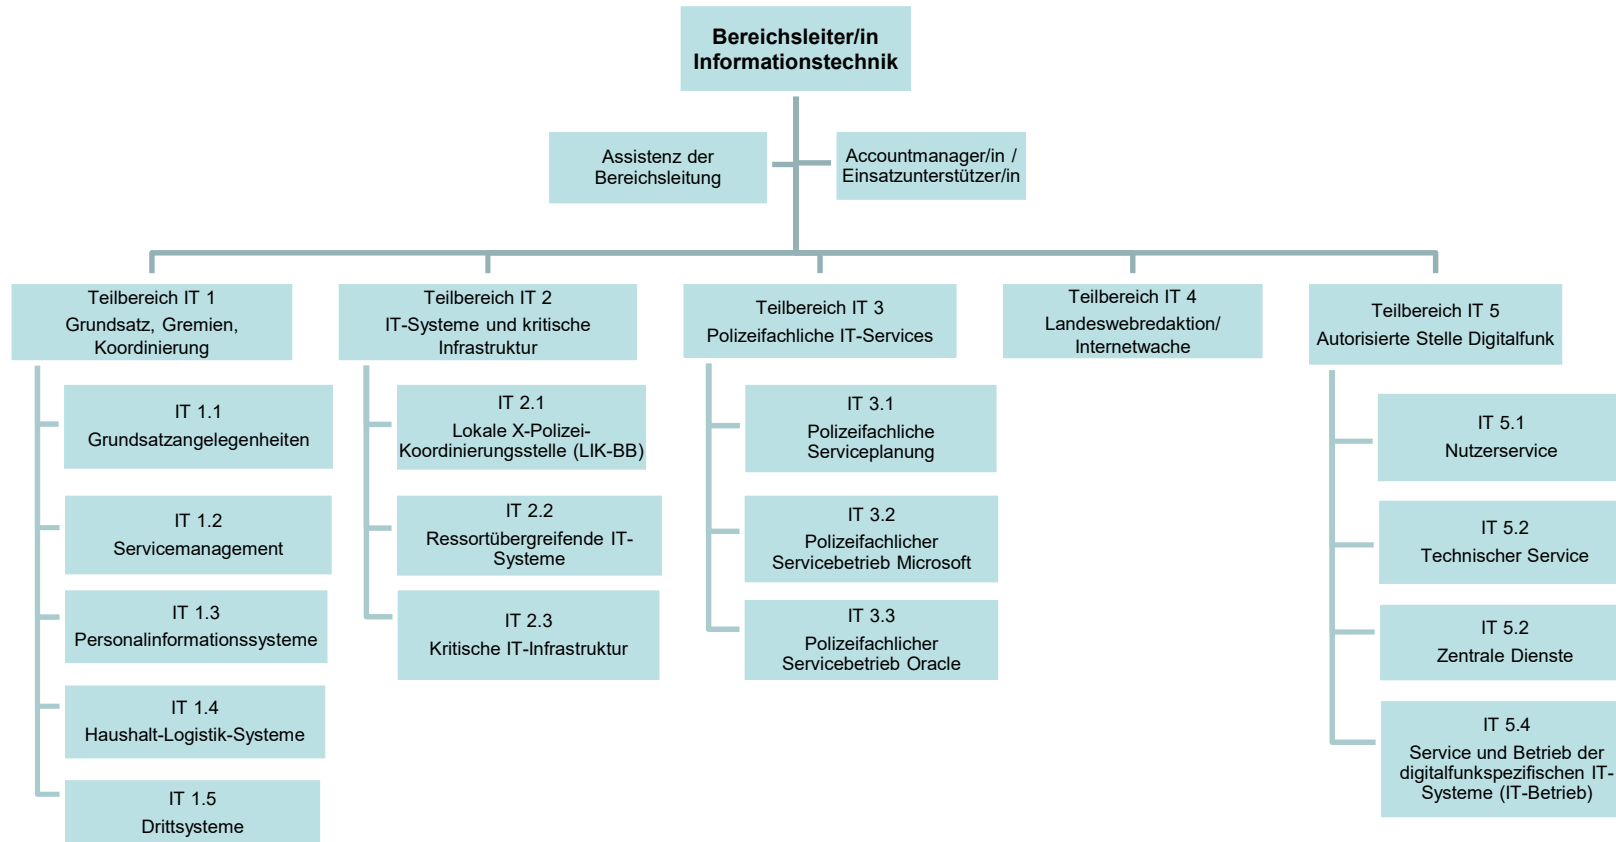 Bereichsleiter/in
Informationstechnik
Assistenz der
Bereichsleitung
Accountmanager/in /
Einsatzunterstützer/in
Teilbereich IT 1
Grundsatz, Gremien,
Koordinierung
IT 1.1
Grundsatzangelegenheiten
IT 1.2
Servicemanagement
IT 1.3
Personalinformationssysteme
IT 1.4
Haushalt-Logistik-Systeme
IT 1.5
Drittsysteme
Teilbereich IT 2
IT-Systeme und kritische
Infrastruktur
IT 2.1
Lokale X-Polizei-
Koordinierungsstelle (LIK-BB)
IT 2.2
Ressortübergreifende IT-
Systeme
IT 2.3
Kritische IT-Infrastruktur
Teilbereich IT 3
Polizeifachliche IT-Services
IT 3.1
Polizeifachliche
Serviceplanung
IT 3.2
Polizeifachlicher
Servicebetrieb Microsoft
IT 3.3
Polizeifachlicher
Servicebetrieb Oracle
Teilbereich IT 4
Landeswebredaktion/
Internetwache
Teilbereich IT 5
Autorisierte Stelle Digitalfunk
IT 5.1
Nutzerservice
IT 5.2
Technischer Service
IT 5.2
Zentrale Dienste
IT 5.4
Service und Betrieb der
digitalfunkspezifischen IT-
Systeme (IT-Betrieb)